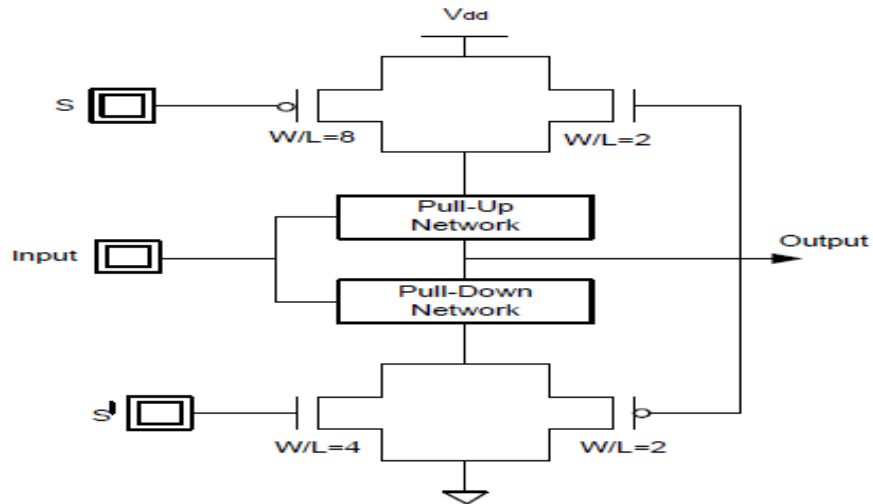 Vdd
S
W/L=8
W/L=2
Pull-Up
Network
Input
Output
Pull-Down
Network
S'
W/L=4
W/L=2